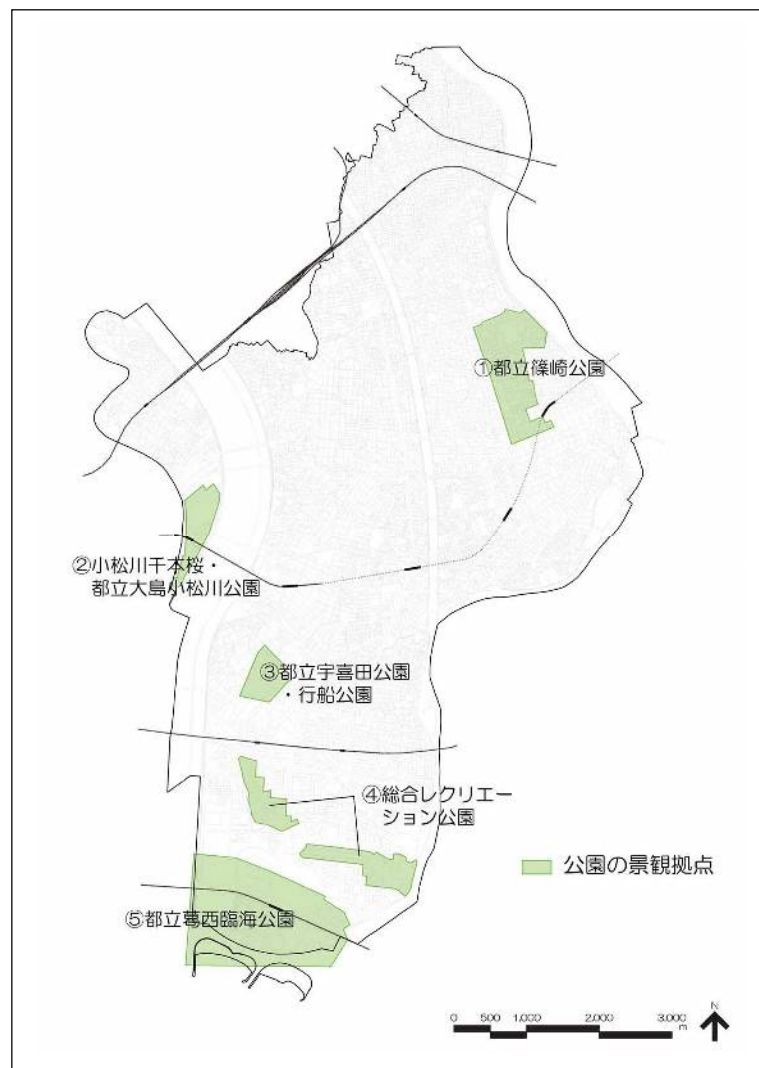 ①都立篠崎公園
②小松川千本桜・
都立大島小松川公園
③都立宇喜田公園
・行船公園
④総合レクリエー
ション公園
公園の景観拠点
⑤都立葛西臨海公園
0 500 1,000 2,000 3,000
m
N